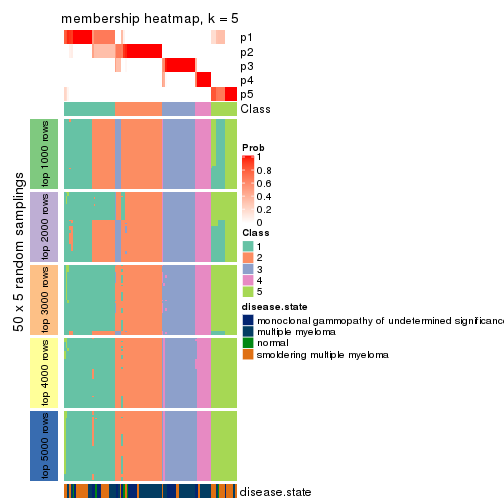 membership heatmap, k = 5
p1
p2
p3
p4
p5
Class
50 x 5 random samplings
top 1000 rows
top 2000 rows
top 3000 rows
top 4000 rows
top 5000 rows
disease.state
Prob
1
0.8
0.6
0.4
0.2
0
Class
1
2
3
4
5
disease.state
monoclonal gammopathy of undetermined significance
multiple myeloma
normal
smoldering multiple myeloma